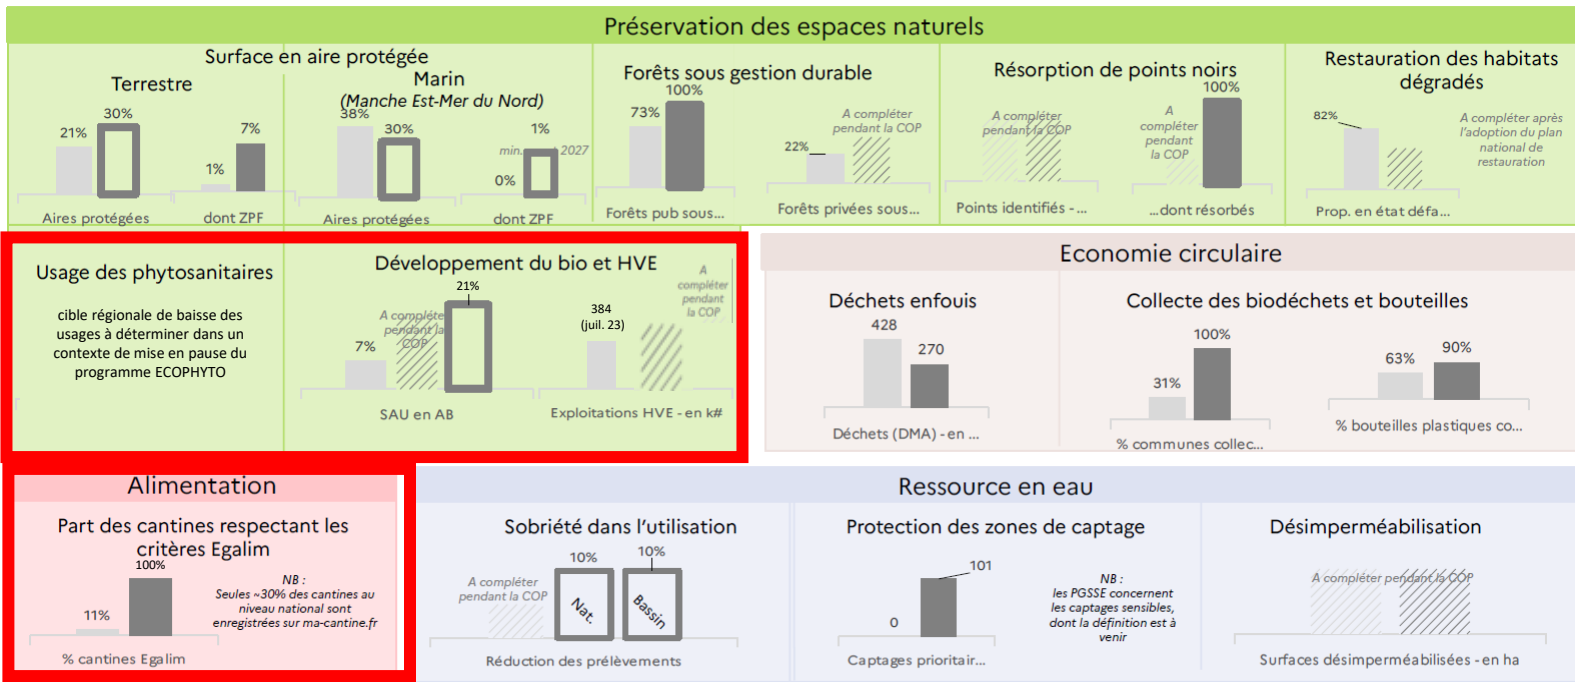 Préservation des espaces naturels
Surface en aire protégée
Terrestre
30%
21%
Aires protégées
7%
1%
dont ZPF
Marin
(Manche Est-Mer du Nord)
38%
30%
Aires protégées
1%
min. 2027
0%
dont ZPF
Forêts sous gestion durable
100%
73%
Forêts pub sous...
A compléter
pendant la COP
22%
Forêts privées sous...
Résorption de points noirs
A compléter
pendant la COP
Points identifiés - ...
100%
A
compléter
pendant
la COP
...dont résorbés
Restauration des habitats
dégradés
82%
A compléter après
l'adoption du plan
national de
restauration
Prop. en état défa...
Usage des phytosanitaires
cible régionale de baisse des
usages à déterminer dans un
contexte de mise en pause du
programme ECOPHYTO
Développement du bio et HVE
21%
A compléter
pendant la
COP
7%
SAU en AB
384
(juil. 23)
A
compléter
pendant
la COP
Exploitations HVE - en k#
Economie circulaire
Déchets enfouis
428
270
Déchets (DMA) - en ...
Collecte des biodéchets et bouteilles
100%
31%
% communes collec...
63%
90%
% bouteilles plastiques co...
Alimentation
Part des cantines respectant les
critères Egalim
100%
11%
% cantines Egalim
NB :
Seules ~30% des cantines au
niveau national sont
enregistrées sur ma-cantine.fr
Ressource en eau
Sobriété dans l'utilisation
10%
10%
A compléter
pendant la COP
Nat.
Bassin
Réduction des prélèvements
Protection des zones de captage
101
0
Captages prioritair...
NB :
les PGSSE concernent
les captages sensibles,
dont la définition est à
venir
Désimperméabilisation
A compléter pendant la COP
Surfaces désimperméabilisées - en ha